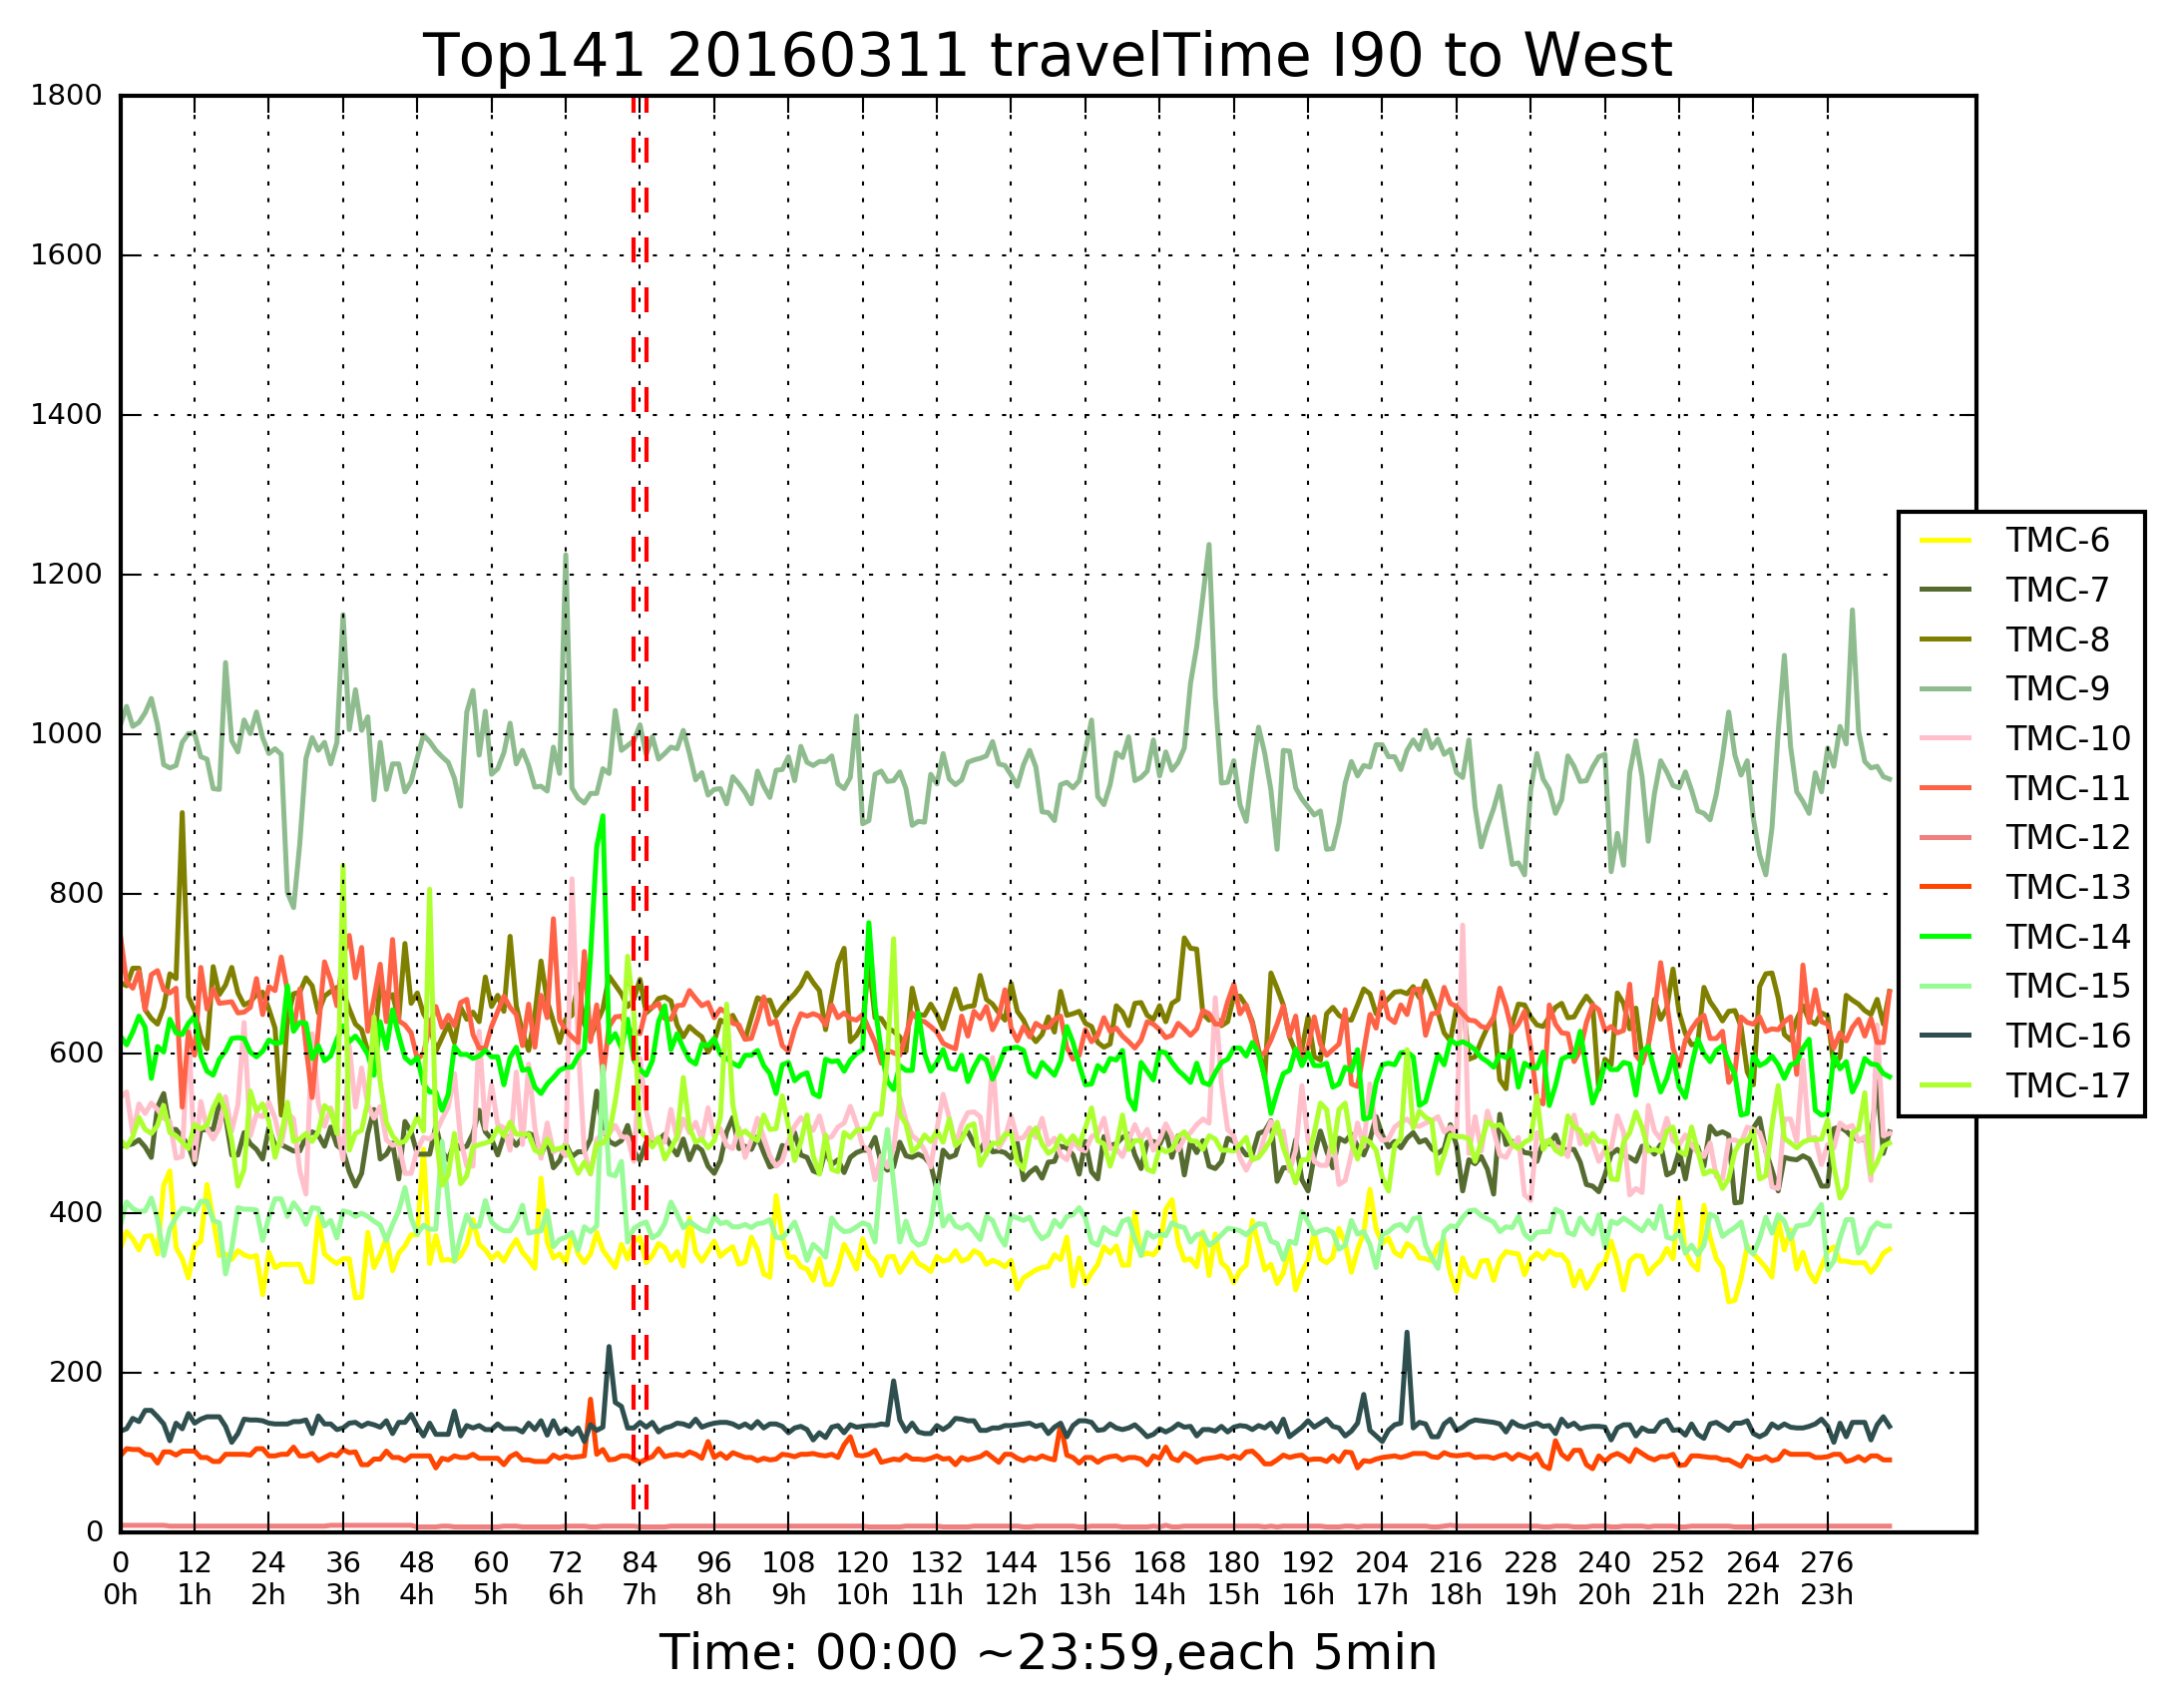 Top141 20160311 travelTime I90 to West
1800
1600
1400
1200
1000
800
600
400
200
0
TMC-6
TMC-7
TMC-8
TMC-9
TMC-10
TMC-11
TMC-12
TMC-13
TMC-14
TMC-15
TMC-16
TMC-17
0 12 24 36 48 60 72 84 96 108 120 132 144 156 168 180 192 204 216 228 240 252 264 276
0h 1h 2h 3h 4h 5h 6h 7h 8h 9h 10h 11h 12h 13h 14h 15h 16h 17h 18h 19h 20h 21h 22h 23h
Time: 00:00 ~23:59,each 5min